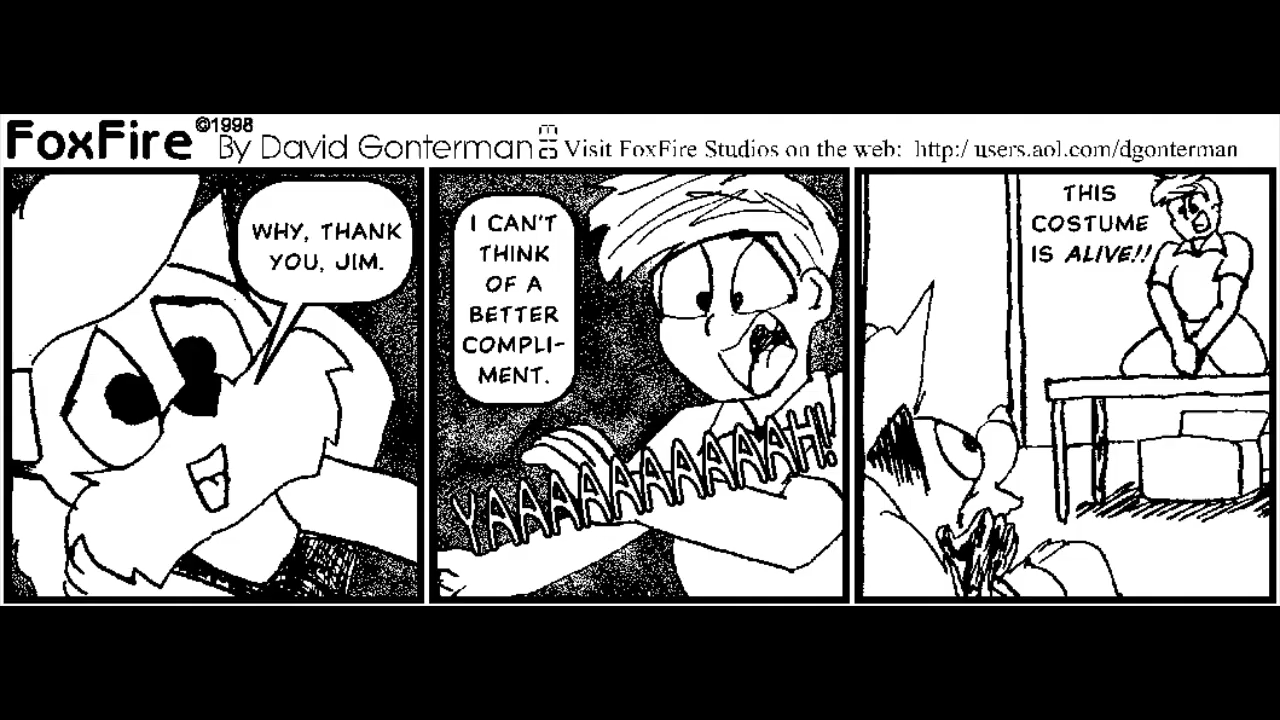 FoxFire ©1998 By David Gonterman Visit FoxFire Studios on the web: http:/ users.aol.com/dgonterman
WHY, THANK
YOU, JIM.
I CAN'T
THINK
OF A
BETTER
COMPLI-
MENT.
YAAAAAAAAAAH!
THIS
COSTUME
IS ALIVE!!